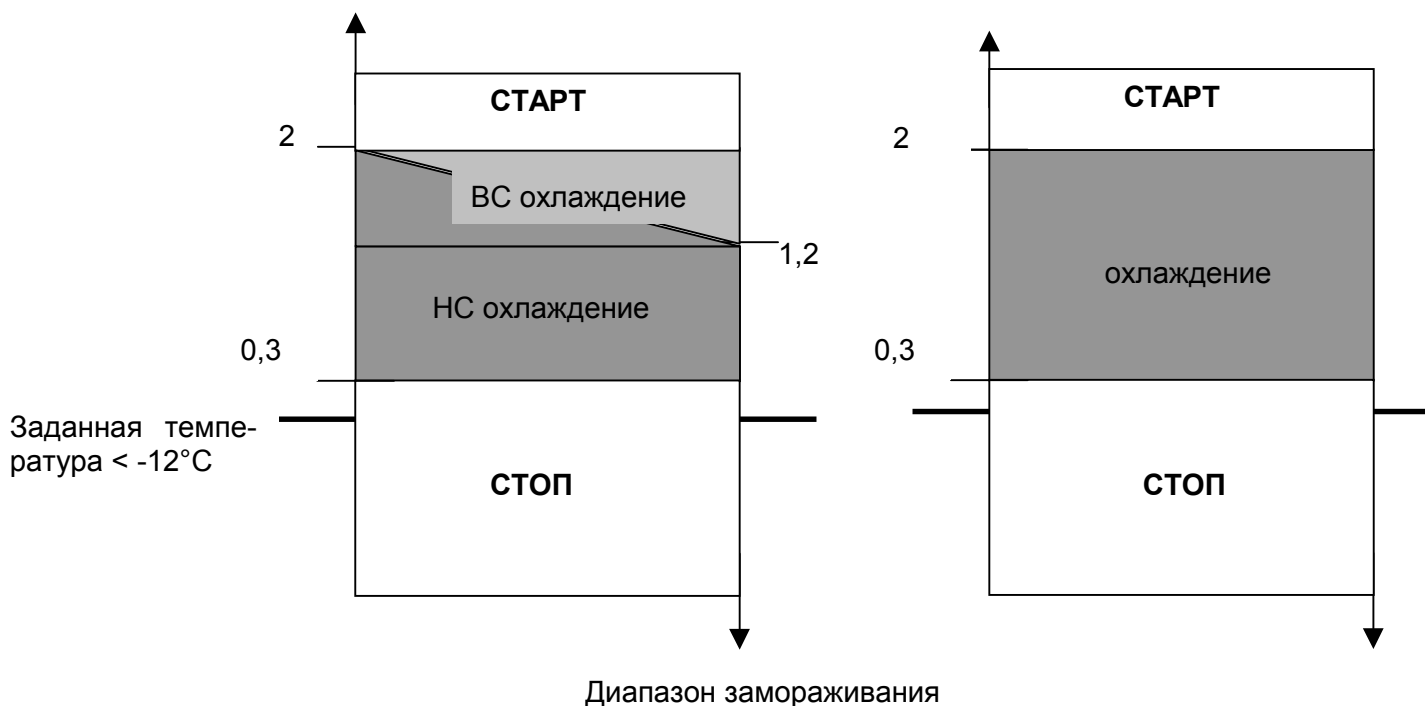 СТАРТ
2
ВС охлаждение
1,2
НС охлаждение
0,3
Заданная темпе-
ратура < -12°С
СТОП
СТАРТ
2
охлаждение
0,3
СТОП
Диапазон замораживания